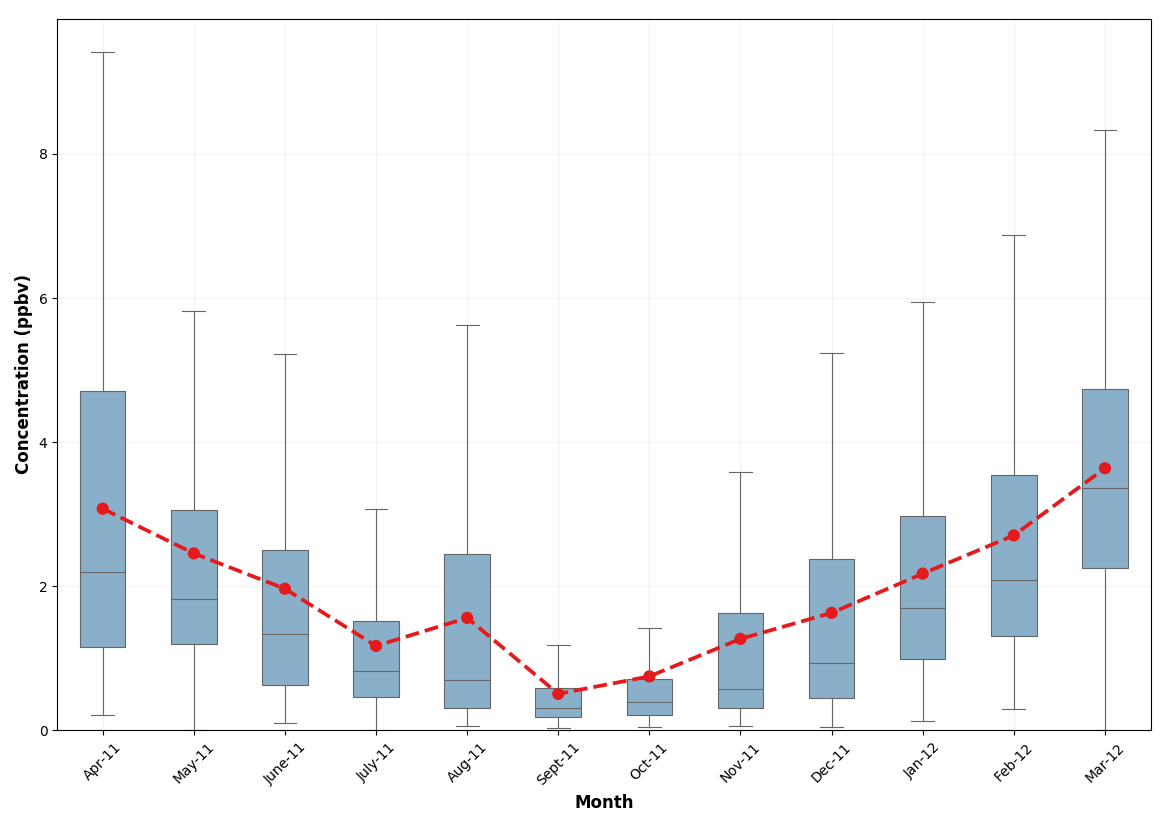 Concentration (ppbv)
8
6
4
2
0
Apr-11
May-11
June-11
July-11
Aug-11
Sept-11
Oct-11
Nov-11
Dec-11
Jan-12
Feb-12
Mar-12
Month